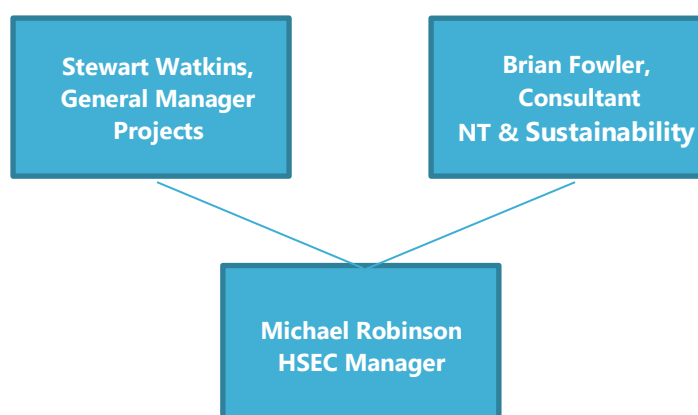 Stewart Watkins,
General Manager
Projects
Brian Fowler,
Consultant
NT & Sustainability
Michael Robinson
HSEC Manager